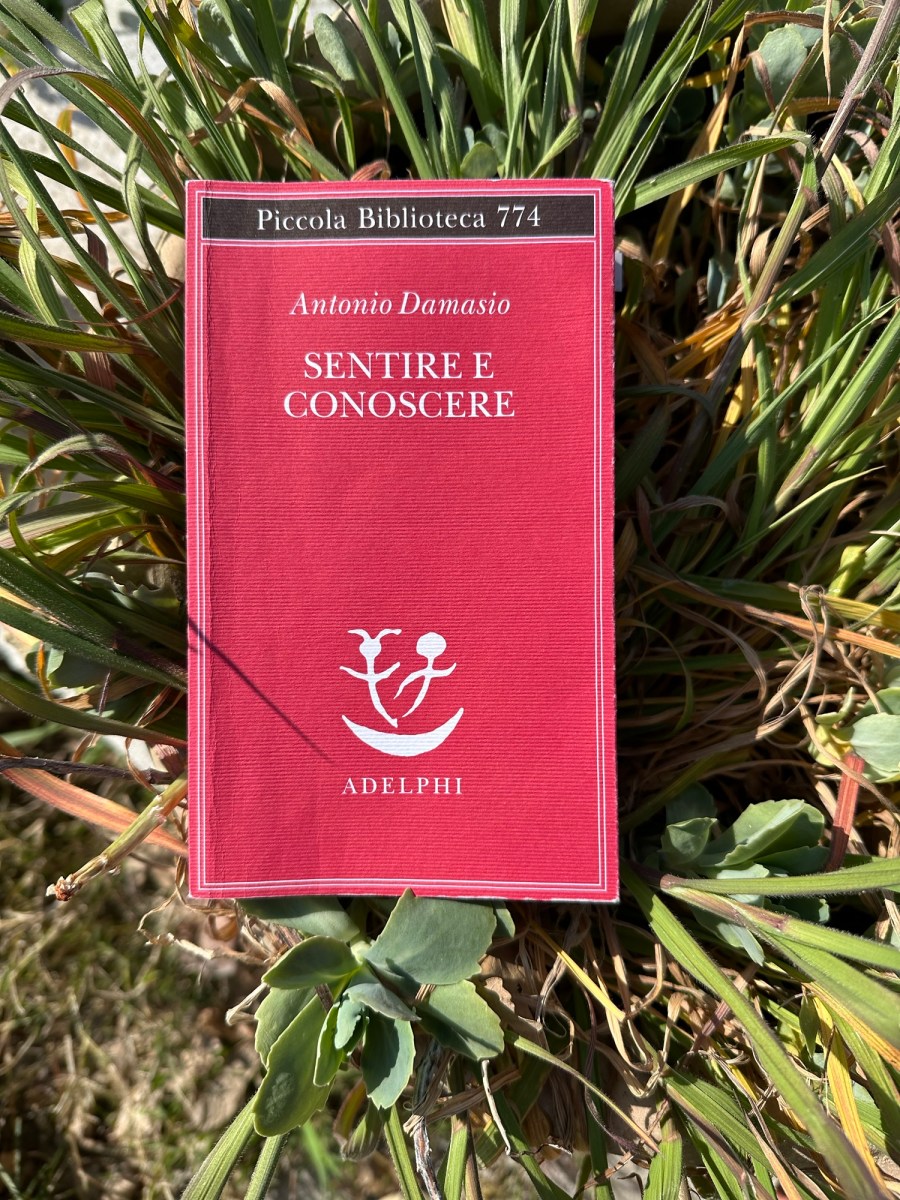 Piccola Biblioteca 774
Antonio Damasio
SENTIRE E
CONOSCERE
ADELPHI